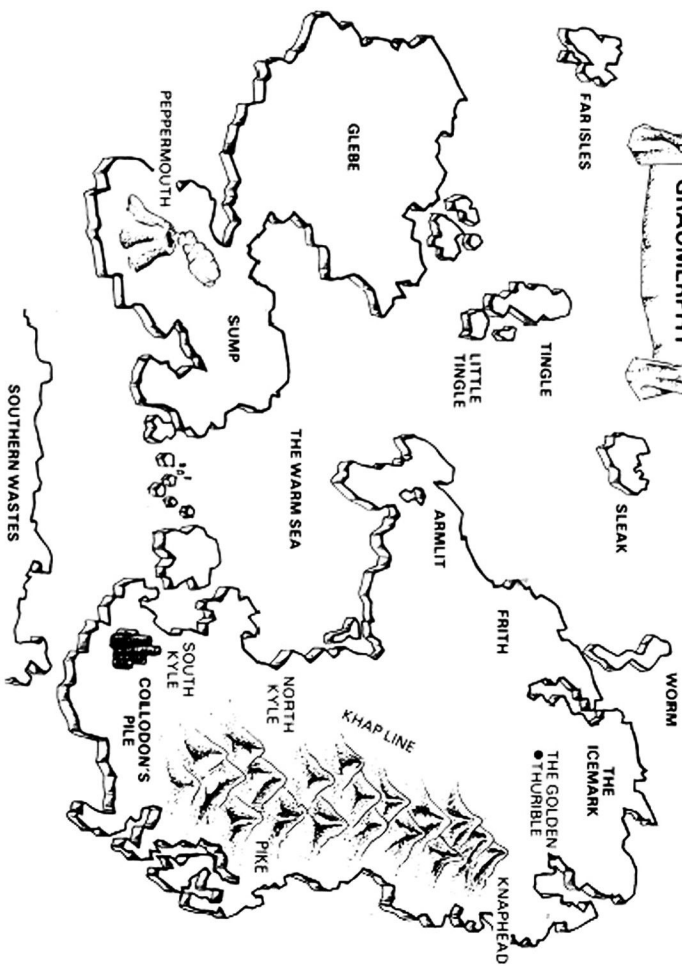 FAR ISLES
SLEAK
WORM
TINGLE
LITTLE
TINGLE
THE
ICEMARK
THE GOLDEN
THURIBLE
FRITH
KNAPHEAD
ARMLIT
GLEBE
KHAP LINE
THE WARM SEA
NORTH
KYLE
PIKE
SUMP
SOUTH
KYLE
PEPPERMOUTH
COLLODON'S
PILE
SOUTHERN WASTES